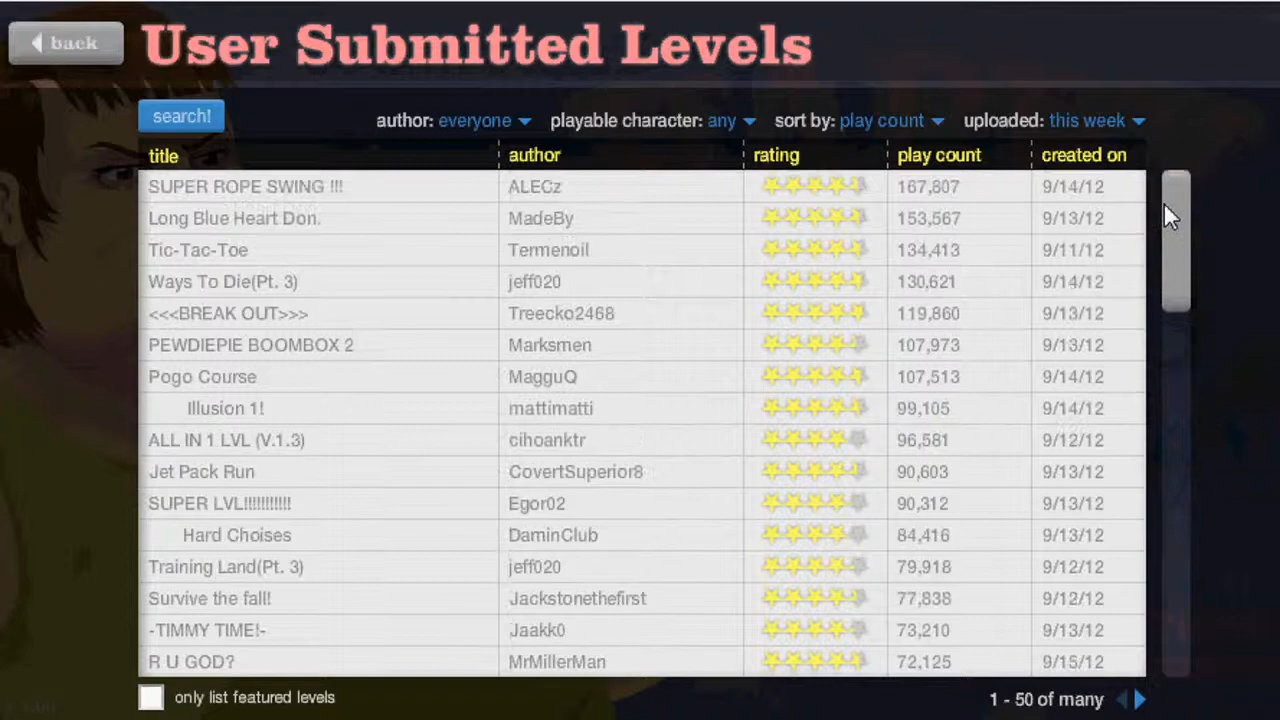 back
User Submitted Levels
search!
author: everyone playable character: any sort by: play count uploaded: this week
title author rating play count created on
SUPER ROPE SWING !!! ALECz 167,807 9/14/12
Long Blue Heart Don. MadeBy 153,567 9/13/12
Tic-Tac-Toe Termenoil 134,413 9/11/12
Ways To Die(Pt. 3) jeff020 130,621 9/14/12
<<<BREAK OUT>>> Treecko2468 119,860 9/13/12
PEWDIEPIE BOOMBOX 2 Marksmen 107,973 9/13/12
Pogo Course MagguQ 107,513 9/14/12
Illusion 1! mattimatti 99,105 9/14/12
ALL IN 1 LVL (V.1.3) cihoanktr 96,581 9/12/12
Jet Pack Run CovertSuperior8 90,603 9/13/12
SUPER LVL!!!!!!!!!!! Egor02 90,312 9/13/12
Hard Choises DaminClub 84,416 9/13/12
Training Land(Pt. 3) jeff020 79,918 9/12/12
Survive the fall! Jackstonethefirst 77,838 9/12/12
-TIMMY TIME!- Jaakk0 73,210 9/13/12
R U GOD? MrMillerMan 72,125 9/15/12
only list featured levels 1 - 50 of many